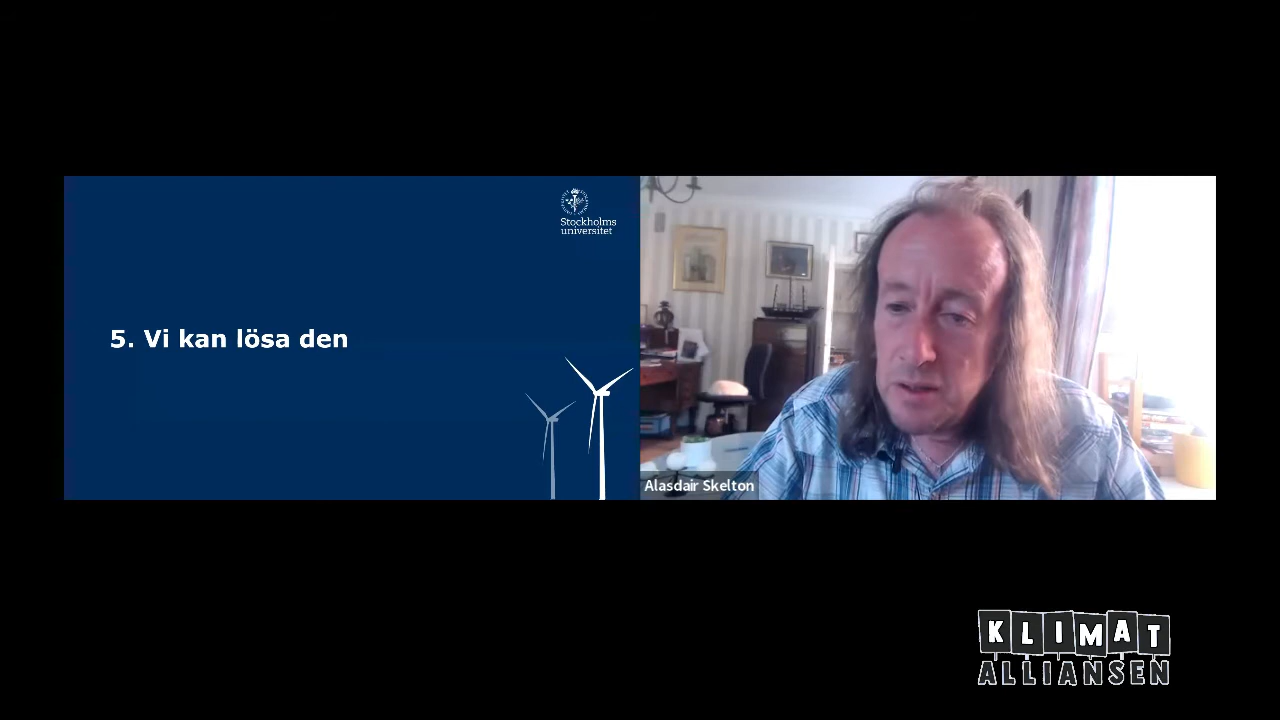 Stockholms
universitet
5. Vi kan lösa den
Alasdair Skelton
KLIMAT
ALLIANSEN